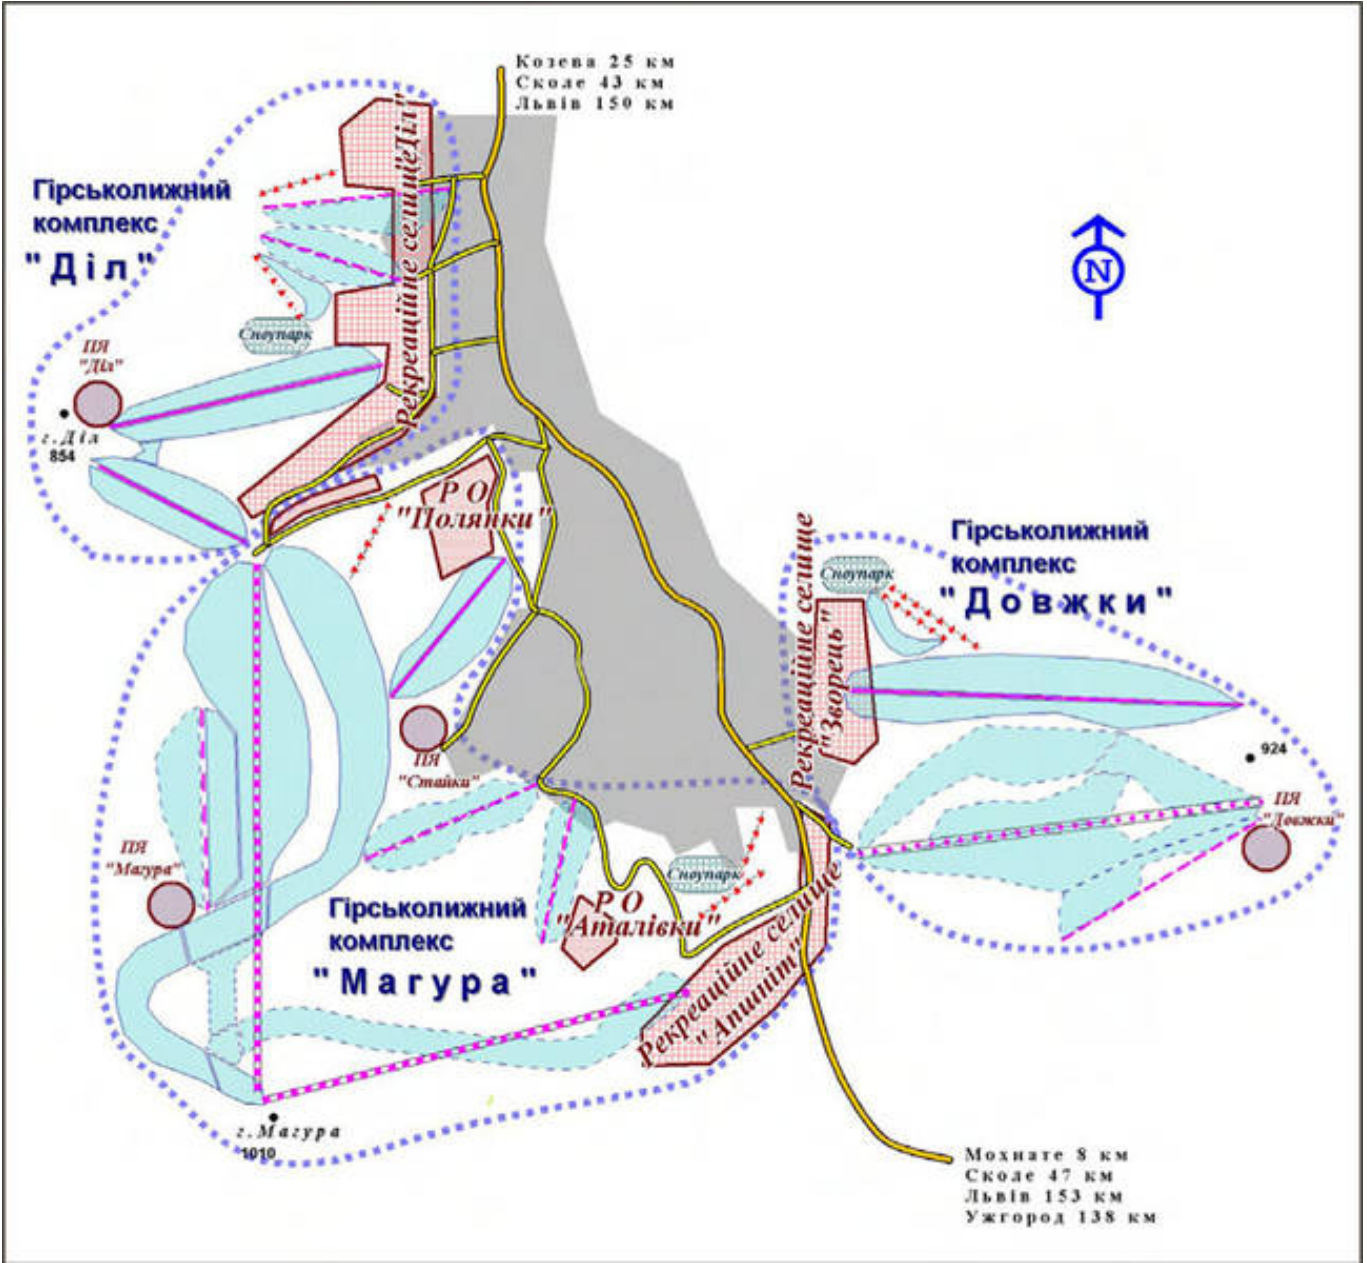 Козева 25 км
Сколе 43 км
Львів 150 км
Гірськолижний
комплекс
"Діл"
Рекреаційне селище "Діл"
Сноупарк
ПЯ
"Діл"
г.Діл
854
Р О
"Полянки"
Рекреаційне селище
"Зворець"
Сноупарк
Гірськолижний
комплекс
"Довжки"
924
ПЯ
"Довжки"
ПЯ
"Стайки"
ПЯ
"Магура"
Гірськолижний
комплекс
"Магура"
Р О
"Аталівки"
Сноупарк
Рекреаційне селище
"Апшпіт"
г.Магура
1010
N
Мохнате 8 км
Сколе 47 км
Львів 153 км
Ужгород 138 км